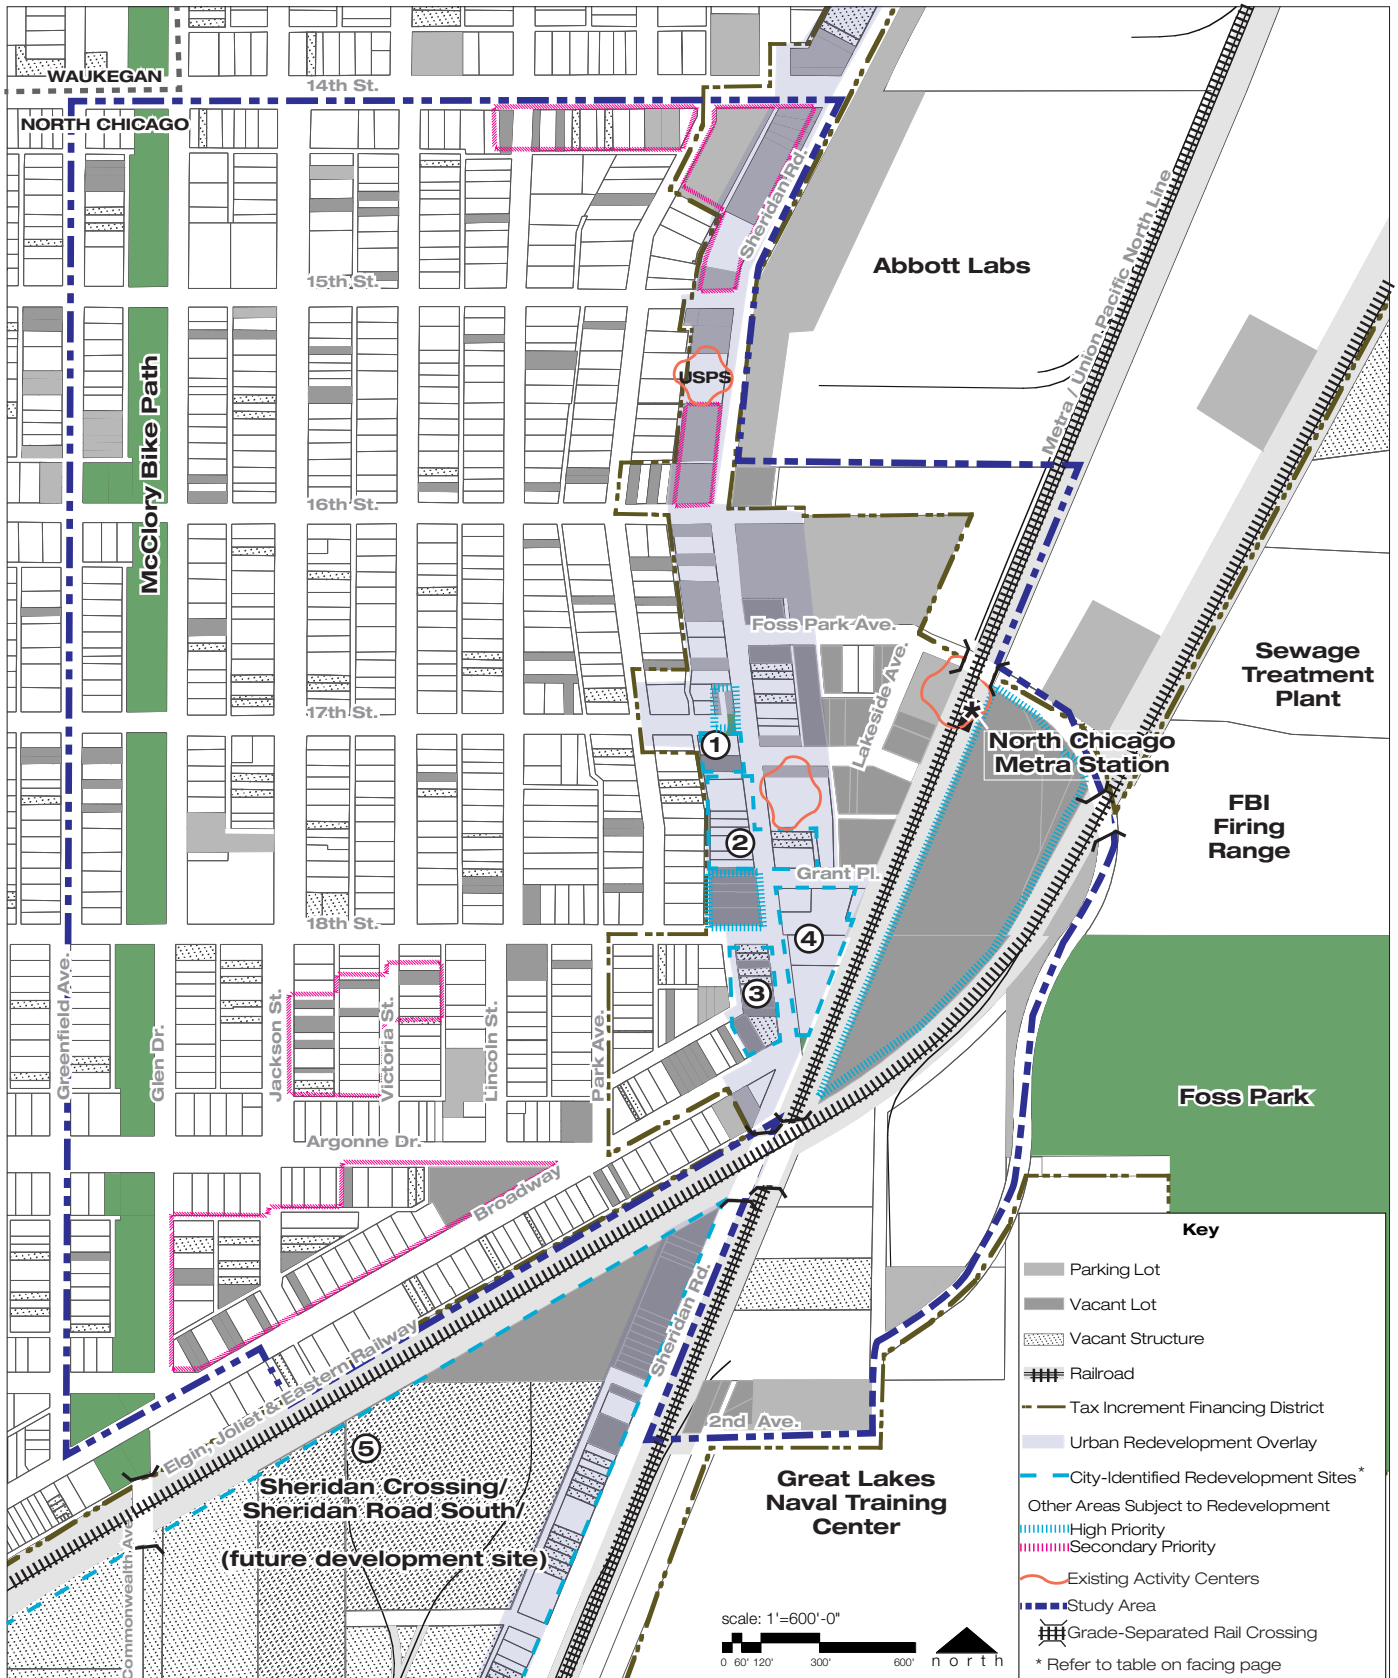 WAUKEGAN
14th St.
NORTH CHICAGO
Sheridan Rd.
Metra / Union Pacific North Line
Abbott Labs
15th St.
USPS
McClory Bike Path
16th St.
Foss Park Ave.
Lakeside Ave.
Sewage
Treatment
Plant
17th St.
*
North Chicago
Metra Station
1
FBI
Firing
Range
2
Grant Pl.
18th St.
4
3
Greenfield Ave.
Glen Dr.
Jackson St.
Victoria St.
Lincoln St.
Park Ave.
Foss Park
Argonne Dr.
Broadway
Elgin, Joliet & Eastern Railway
Sheridan Rd.
2nd Ave.
5
Sheridan Crossing/
Sheridan Road South/
(future development site)
Commonwealth Ave.
Great Lakes
Naval Training
Center
Key
Parking Lot
Vacant Lot
Vacant Structure
Railroad
Tax Increment Financing District
Urban Redevelopment Overlay
City-Identified Redevelopment Sites*
Other Areas Subject to Redevelopment
High Priority
Secondary Priority
Existing Activity Centers
Study Area
Grade-Separated Rail Crossing
* Refer to table on facing page
scale: 1'=600'-0"
0 60' 120' 300' 600'
north